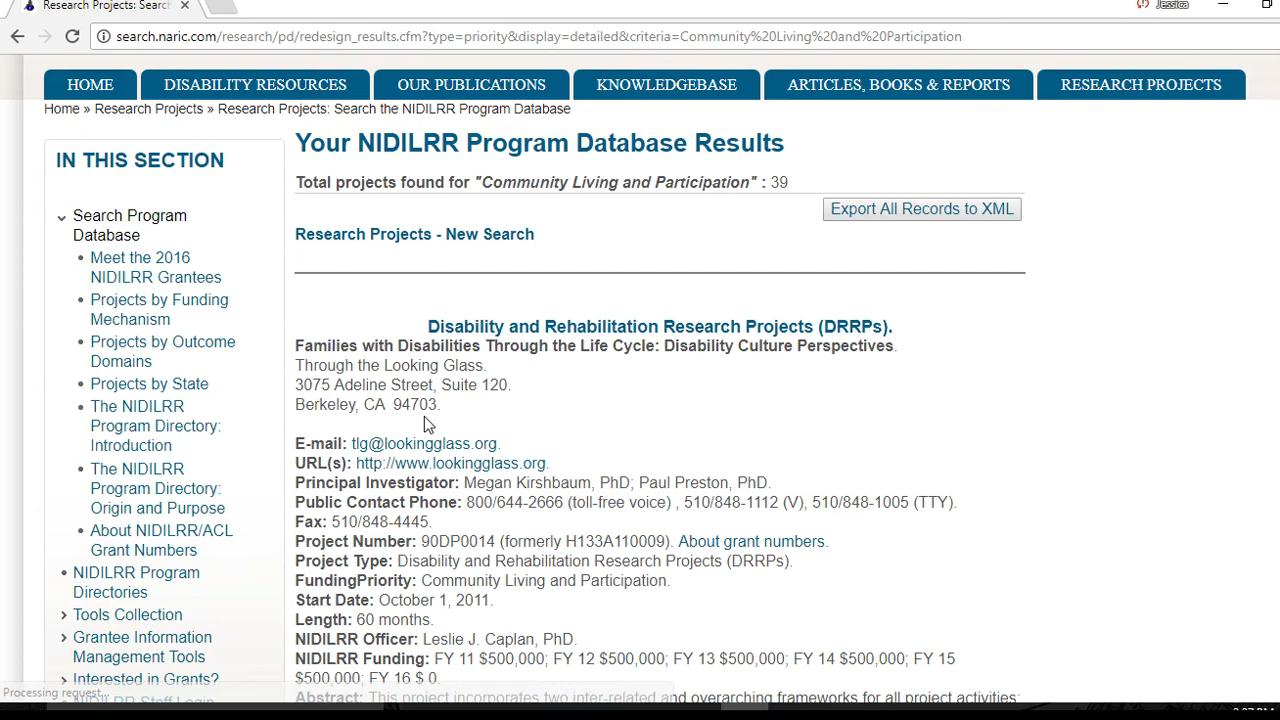 Research Projects: Search
Jessica
search.naric.com/research/pd/redesign_results.cfm?type=priority&display=detailed&criteria=Community%20Living%20and%20Participation
HOME
DISABILITY RESOURCES
OUR PUBLICATIONS
KNOWLEDGEBASE
ARTICLES, BOOKS & REPORTS
RESEARCH PROJECTS
Home » Research Projects » Research Projects: Search the NIDILRR Program Database
IN THIS SECTION
Search Program
Database
Meet the 2016
NIDILRR Grantees
Projects by Funding
Mechanism
Projects by Outcome
Domains
Projects by State
The NIDILRR
Program Directory:
Introduction
The NIDILRR
Program Directory:
Origin and Purpose
About NIDILRR/ACL
Grant Numbers
NIDILRR Program
Directories
Tools Collection
Grantee Information
Management Tools
Interested in Grants?
NIDILRR Staff Login
Processing request...
Your NIDILRR Program Database Results
Total projects found for "Community Living and Participation" : 39
Export All Records to XML
Research Projects - New Search
Disability and Rehabilitation Research Projects (DRRPs).
Families with Disabilities Through the Life Cycle: Disability Culture Perspectives.
Through the Looking Glass.
3075 Adeline Street, Suite 120.
Berkeley, CA 94703.
E-mail: tlg@lookingglass.org.
URL(s): http://www.lookingglass.org.
Principal Investigator: Megan Kirshbaum, PhD; Paul Preston, PhD.
Public Contact Phone: 800/644-2666 (toll-free voice) , 510/848-1112 (V), 510/848-1005 (TTY).
Fax: 510/848-4445.
Project Number: 90DP0014 (formerly H133A110009). About grant numbers.
Project Type: Disability and Rehabilitation Research Projects (DRRPs).
FundingPriority: Community Living and Participation.
Start Date: October 1, 2011.
Length: 60 months.
NIDILRR Officer: Leslie J. Caplan, PhD.
NIDILRR Funding: FY 11 $500,000; FY 12 $500,000; FY 13 $500,000; FY 14 $500,000; FY 15
$500,000; FY 16 $ 0.
Abstract: This project incorporates two inter-related and overarching frameworks for all project activities: